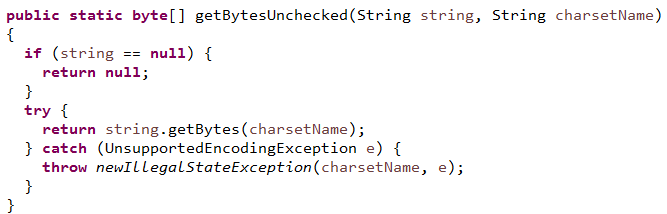 public static byte[] getBytesUnchecked(String string, String charsetName)
{
  if (string == null) {
    return null;
  }
  try {
    return string.getBytes(charsetName);
  } catch (UnsupportedEncodingException e) {
    throw newIllegalStateException(charsetName, e);
  }
}